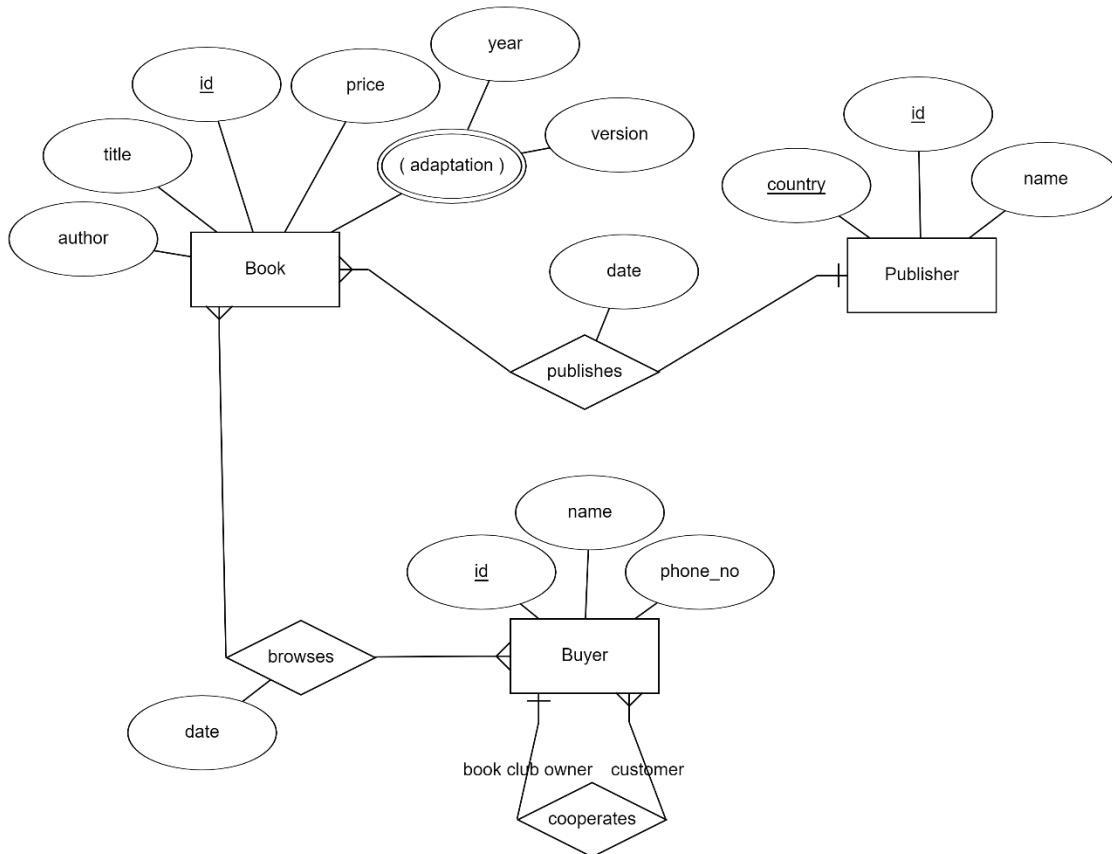 year
id
price
version
id
title
( adaptation )
country
name
author
Book
date
Publisher
publishes
name
id
phone_no
browses
Buyer
date
book club owner
customer
cooperates